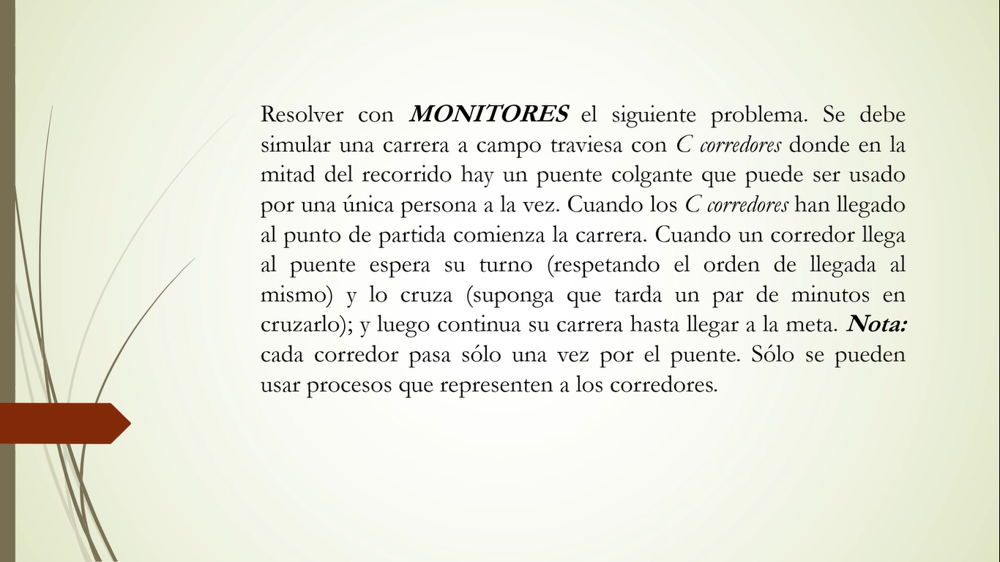 Resolver con MONITORES el siguiente problema. Se debe
simular una carrera a campo traviesa con C corredores donde en la
mitad del recorrido hay un puente colgante que puede ser usado
por una única persona a la vez. Cuando los C corredores han llegado
al punto de partida comienza la carrera. Cuando un corredor llega
al puente espera su turno (respetando el orden de llegada al
mismo) y lo cruza (suponga que tarda un par de minutos en
cruzarlo); y luego continua su carrera hasta llegar a la meta. Nota:
cada corredor pasa sólo una vez por el puente. Sólo se pueden
usar procesos que representen a los corredores.